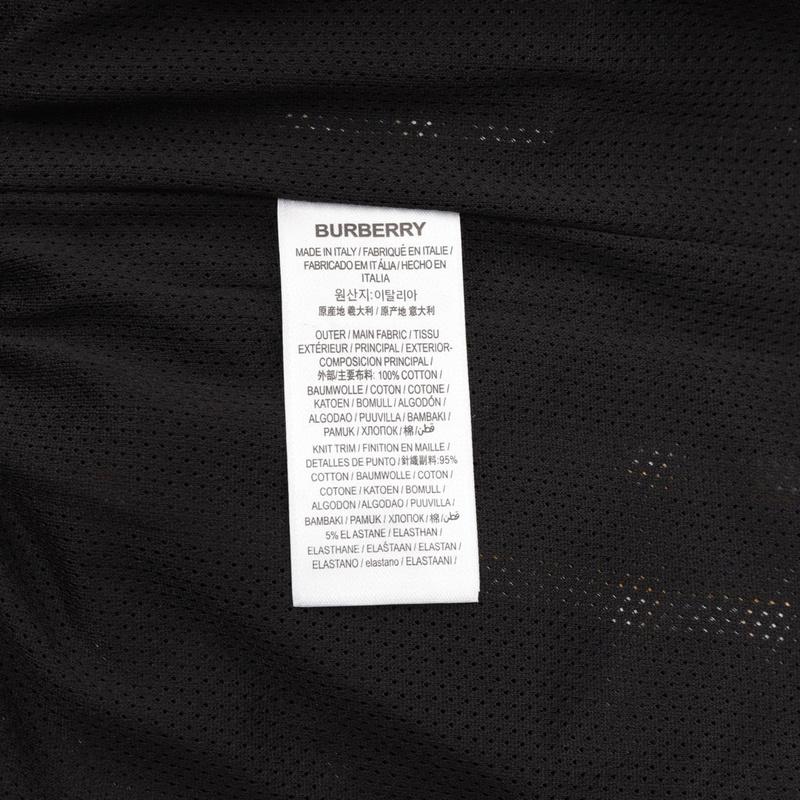 BURBERRY
MADE IN ITALY / FABRIQUÉ EN ITALIE /
FABRICADO EM ITÁLIA / HECHO EN
ITALIA
원산지:이탈리아
原産地 義大利 / 原产地 意大利
OUTER / MAIN FABRIC / TISSU
EXTÉRIEUR / PRINCIPAL / EXTERIOR-
COMPOSICION PRINCIPAL /
外部/主要布料: 100% COTTON /
BAUMWOLLE / COTON / COTONE /
KATOEN / BOMULL / ALGODÓN /
ALGODAO / PUUVILLA / BAMBAKI /
PAMUK / ХЛОПОК / 棉 / قطن
KNIT TRIM / FINITION EN MAILLE /
DETALLES DE PUNTO / 針織副料: 95%
COTTON / BAUMWOLLE / COTON /
COTONE / KATOEN / BOMULL /
ALGODON / ALGODAO / PUUVILLA /
BAMBAKI / PAMUK / ХЛОПОК / 棉 / قطن
5% ELASTANE / ELASTHAN /
ELASTHANE / ELASTAAN / ELASTAN /
ELASTANO / elastano / ELASTAANI /